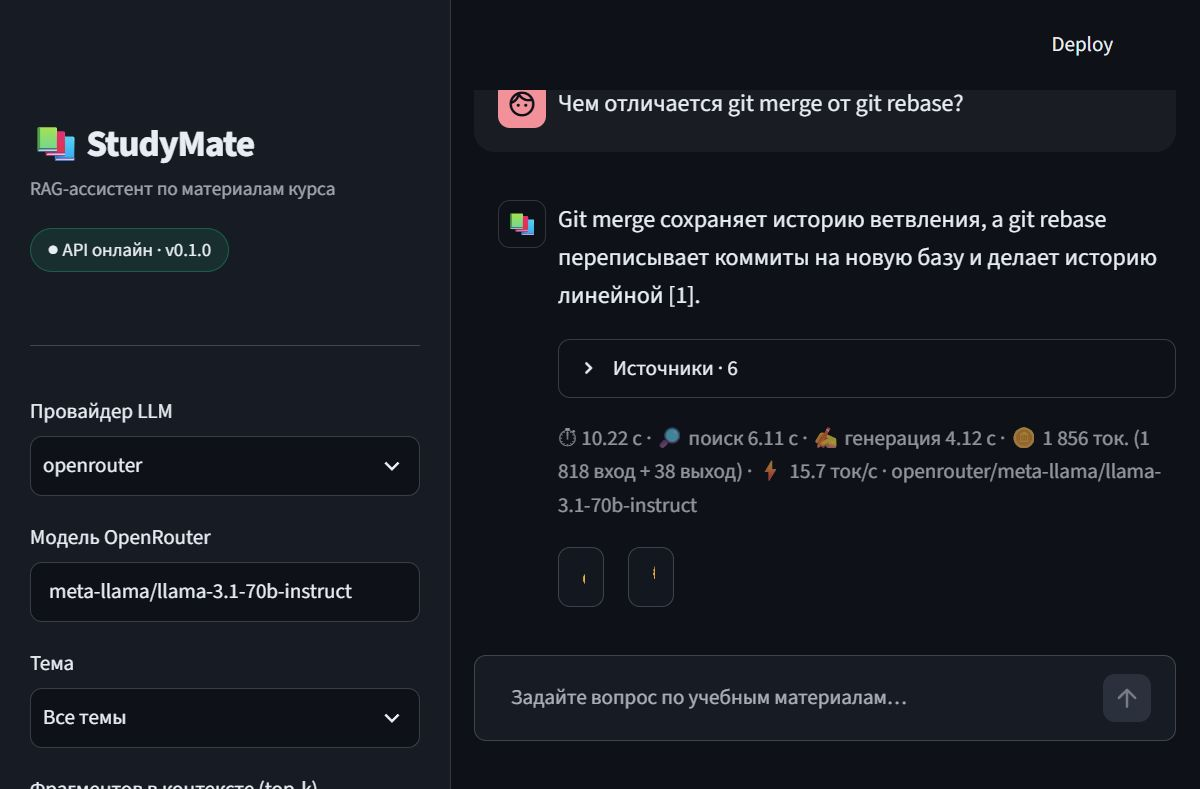 Deploy
StudyMate
RAG-ассистент по материалам курса
API онлайн · v0.1.0
Провайдер LLM
openrouter
Модель OpenRouter
meta-llama/llama-3.1-70b-instruct
Тема
Все темы
Фрагментов в контексте (top-k)
Чем отличается git merge от git rebase?
Git merge сохраняет историю ветвления, а git rebase
переписывает коммиты на новую базу и делает историю
линейной [1].
Источники · 6
10.22 с · поиск 6.11 с · генерация 4.12 с · 1 856 ток. (1
818 вход + 38 выход) · 15.7 ток/с · openrouter/meta-llama/llama-
3.1-70b-instruct
Задайте вопрос по учебным материалам…